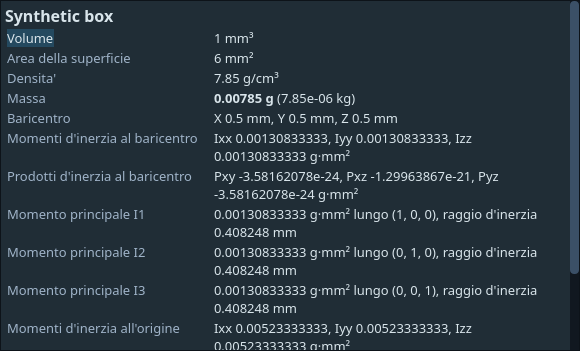 Synthetic box
Volume 1 mm³
Area della superficie 6 mm²
Densita' 7.85 g/cm³
Massa 0.00785 g (7.85e-06 kg)
Baricentro X 0.5 mm, Y 0.5 mm, Z 0.5 mm
Momenti d'inerzia al baricentro Ixx 0.00130833333, Iyy 0.00130833333, Izz
0.00130833333 g·mm²
Prodotti d'inerzia al baricentro Pxy -3.58162078e-24, Pxz -1.29963867e-21, Pyz
-3.58162078e-24 g·mm²
Momento principale I1 0.00130833333 g·mm² lungo (1, 0, 0), raggio d'inerzia
0.408248 mm
Momento principale I2 0.00130833333 g·mm² lungo (0, 1, 0), raggio d'inerzia
0.408248 mm
Momento principale I3 0.00130833333 g·mm² lungo (0, 0, 1), raggio d'inerzia
0.408248 mm
Momenti d'inerzia all'origine Ixx 0.00523333333, Iyy 0.00523333333, Izz
0.00523333333 g·mm²